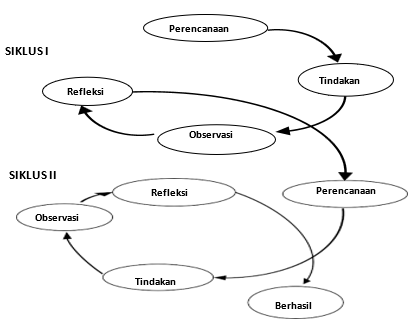 Perencanaan
SIKLUS I
Tindakan
Refleksi
Observasi
SIKLUS II
Perencanaan
Refleksi
Observasi
Tindakan
Berhasil